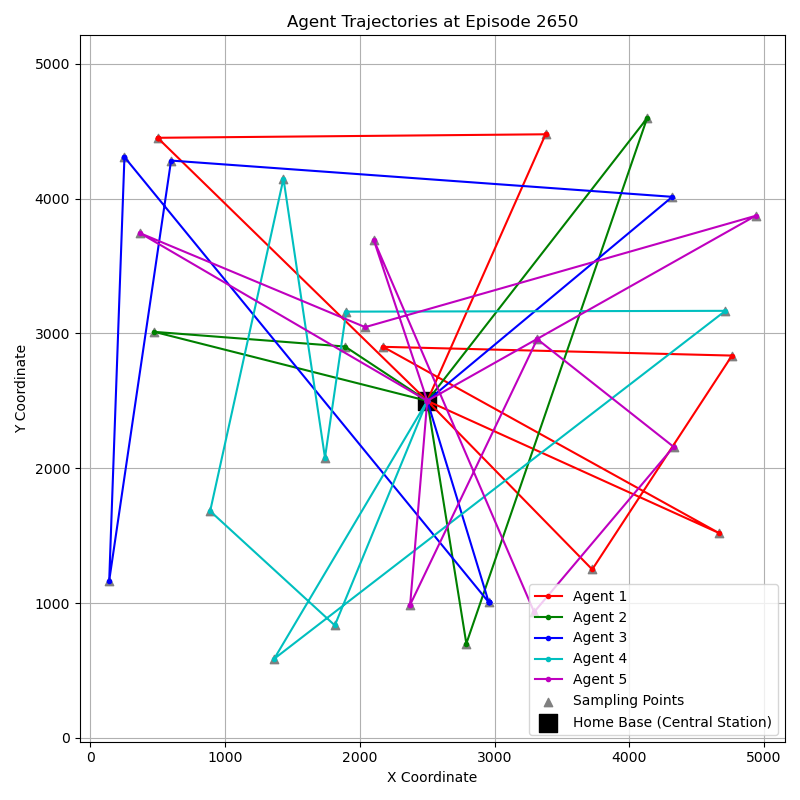 Agent Trajectories at Episode 2650
Y Coordinate
5000
4000
3000
2000
1000
0
0 1000 2000 3000 4000 5000
X Coordinate
Agent 1
Agent 2
Agent 3
Agent 4
Agent 5
Sampling Points
Home Base (Central Station)